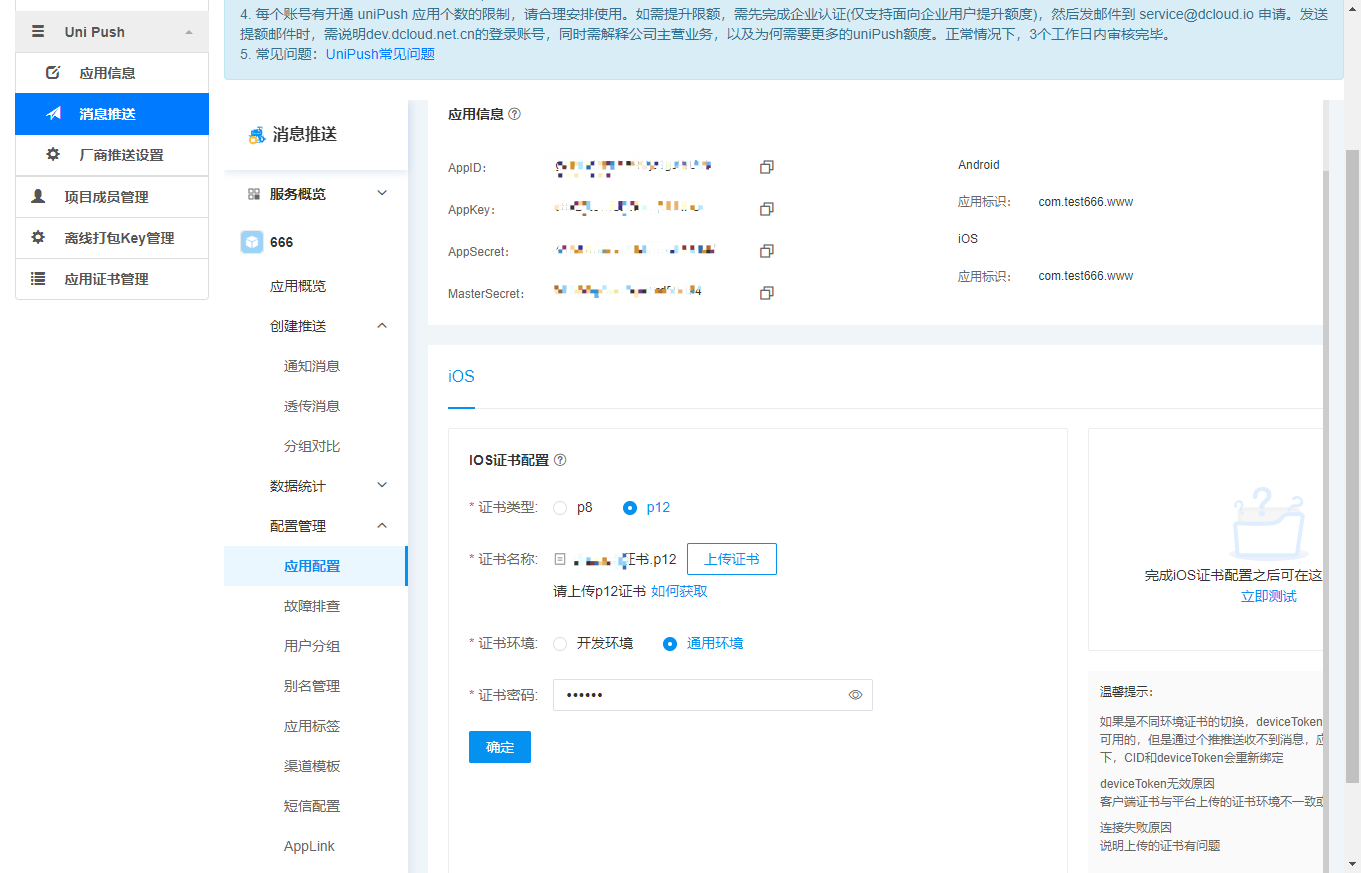 4. 每个账号有开通 uniPush 应用个数的限制，请合理安排使用。如需提升限额，需先完成企业认证(仅支持面向企业用户提升额度)，然后发邮件到 service@dcloud.io 申请。发送
提额邮件时，需说明dev.dcloud.net.cn的登录账号，同时需解释公司主营业务，以及为何需要更多的uniPush额度。正常情况下，3个工作日内审核完毕。
5. 常见问题：UniPush常见问题
Uni Push
应用信息
消息推送
厂商推送设置
项目成员管理
离线打包Key管理
应用证书管理
消息推送
服务概览
666
应用概览
创建推送
通知消息
透传消息
分组对比
数据统计
配置管理
应用配置
故障排查
用户分组
别名管理
应用标签
渠道模板
短信配置
AppLink
应用信息
AppID:
AppKey:
AppSecret:
MasterSecret:
Android
应用标识: com.test666.www
iOS
应用标识: com.test666.www
iOS
IOS证书配置
* 证书类型: p8 p12
* 证书名称: 证书.p12 上传证书
请上传p12证书 如何获取
* 证书环境: 开发环境 通用环境
* 证书密码: ••••••
确定
完成iOS证书配置之后可在这
立即测试
温馨提示:
如果是不同环境证书的切换，deviceToken
可用的，但是通过个推推送收不到消息，应
下，CID和deviceToken会重新绑定
deviceToken无效原因
客户端证书与平台上传的证书环境不一致或
连接失败原因
说明上传的证书有问题